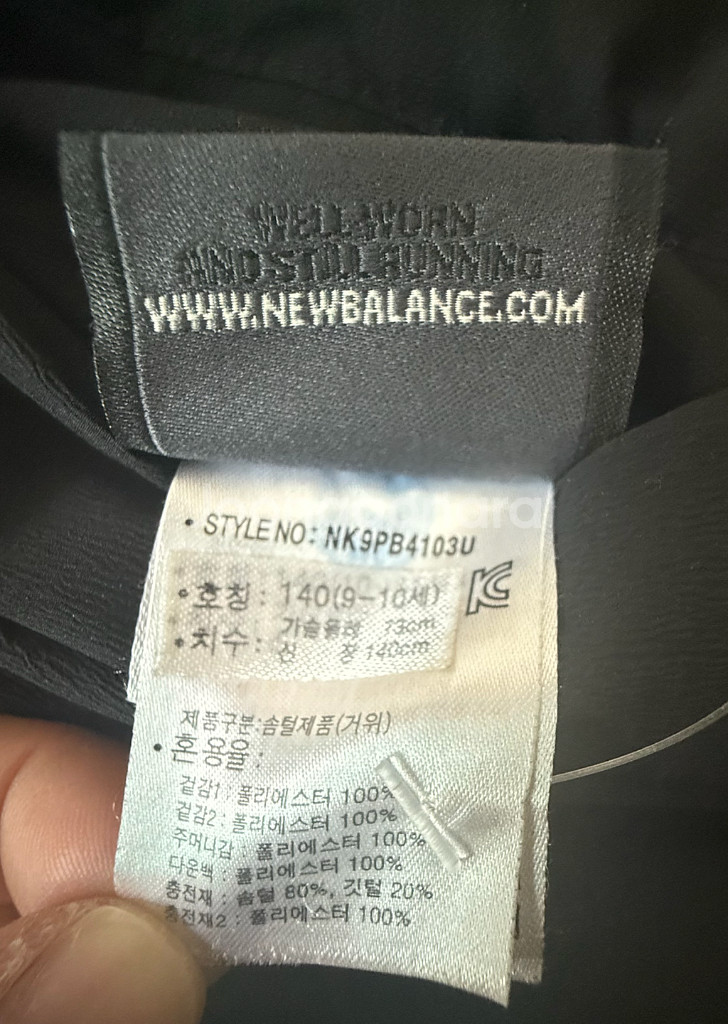 WELL WORN
AND STILL RUNNING
WWW.NEWBALANCE.COM
• STYLE NO: NK9PB4103U
• 호칭: 140(9-10세)
• 치수: 가슴둘레 73cm
신 장 140cm
제품구분:솜털제품(거위)
• 혼용율:
겉감1: 폴리에스터 100%
겉감2: 폴리에스터 100%
주머니감 폴리에스터 100%
다운백: 폴리에스터 100%
충전재: 솜털 80%, 깃털 20%
충전재2: 폴리에스터 100%